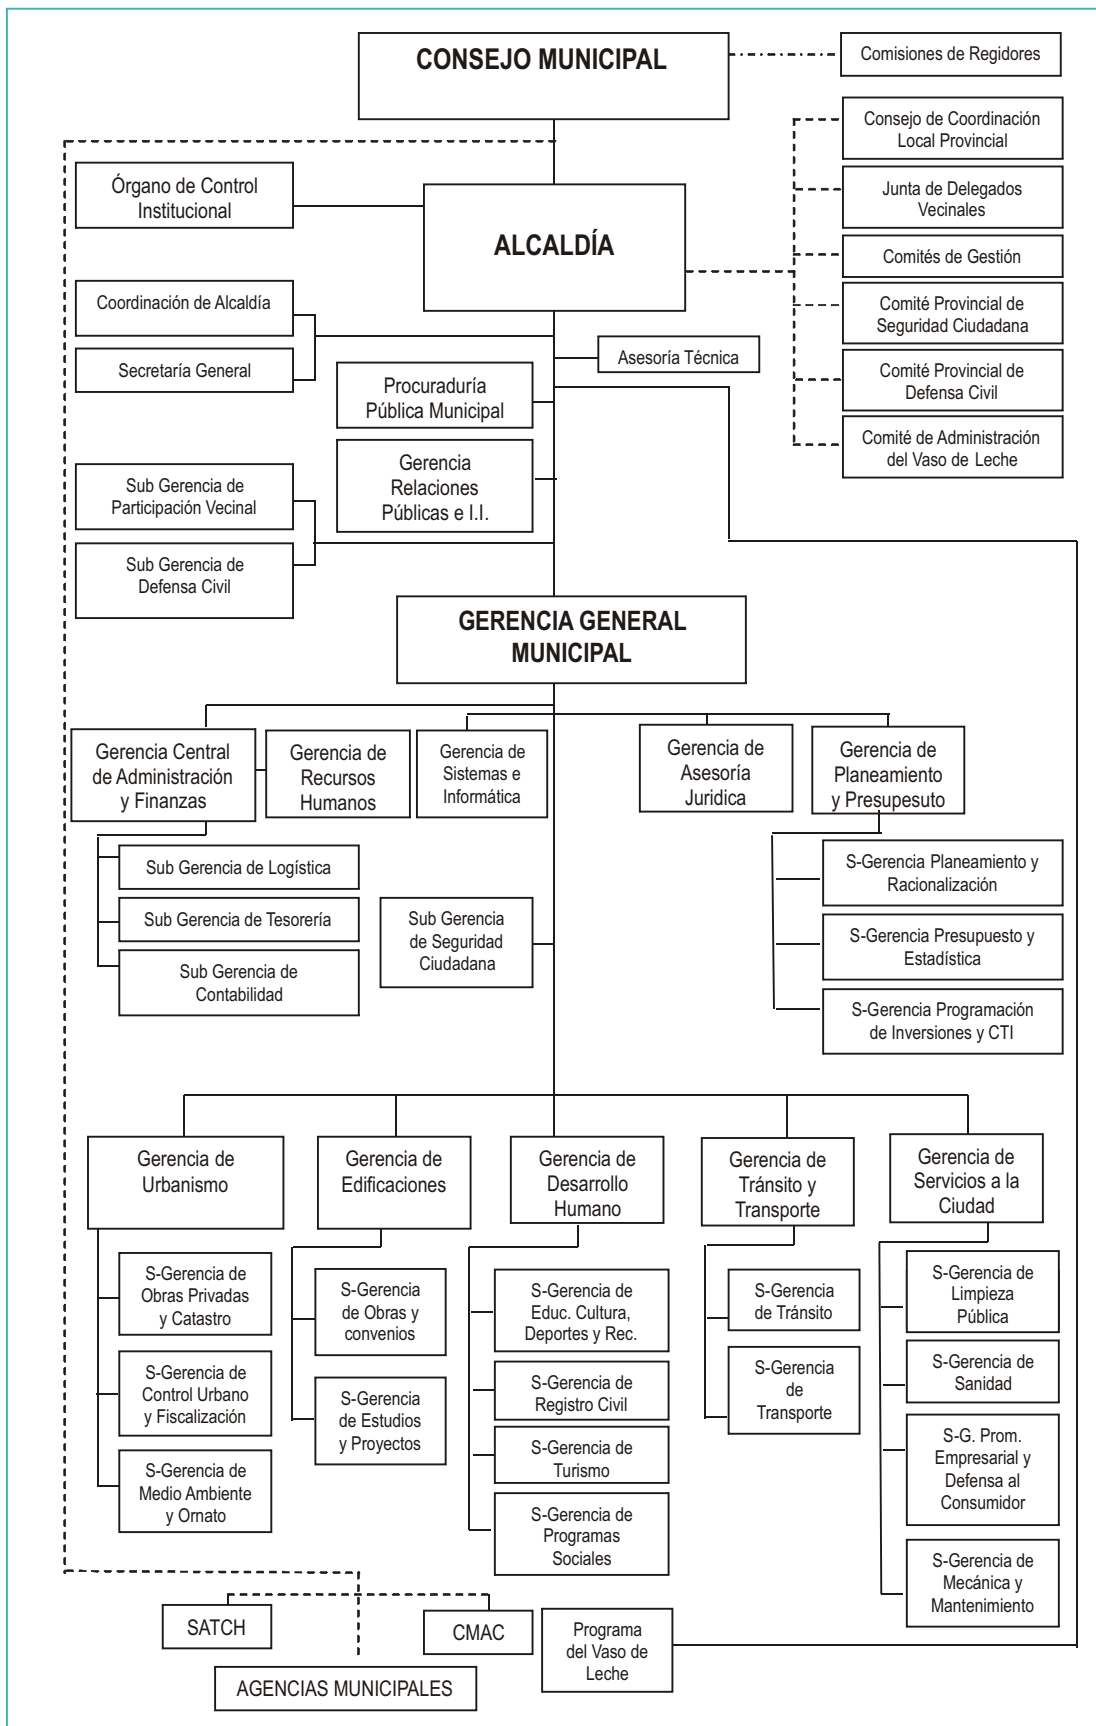 CONSEJO MUNICIPAL
Comisiones de Regidores
Consejo de Coordinación
Local Provincial
Órgano de Control
Institucional
ALCALDÍA
Junta de Delegados
Vecinales
Comités de Gestión
Coordinación de Alcaldía
Comité Provincial de
Seguridad Ciudadana
Secretaría General
Asesoría Técnica
Comité Provincial de
Defensa Civil
Procuraduría
Pública Municipal
Comité de Administración
del Vaso de Leche
Gerencia
Relaciones
Públicas e I.I.
Sub Gerencia de
Participación Vecinal
Sub Gerencia de
Defensa Civil
GERENCIA GENERAL
MUNICIPAL
Gerencia Central
de Administración
y Finanzas
Gerencia de
Recursos
Humanos
Gerencia de
Sistemas e
Informática
Gerencia de
Asesoría
Juridica
Gerencia de
Planeamiento
y Presupesuto
Sub Gerencia de Logística
Sub Gerencia de Tesorería
Sub Gerencia de
Contabilidad
Sub Gerencia
de Seguridad
Ciudadana
S-Gerencia Planeamiento y
Racionalización
S-Gerencia Presupuesto y
Estadística
S-Gerencia Programación
de Inversiones y CTI
Gerencia de
Urbanismo
Gerencia de
Edificaciones
Gerencia de
Desarrollo
Humano
Gerencia de
Tránsito y
Transporte
Gerencia de
Servicios a la
Ciudad
S-Gerencia de
Obras Privadas
y Catastro
S-Gerencia de
Control Urbano
y Fiscalización
S-Gerencia de
Medio Ambiente
y Ornato
S-Gerencia
de Obras y
convenios
S-Gerencia
de Estudios
y Proyectos
S-Gerencia de
Educ. Cultura,
Deportes y Rec.
S-Gerencia de
Registro Civil
S-Gerencia de
Turismo
S-Gerencia de
Programas
Sociales
S-Gerencia
de Tránsito
S-Gerencia
de
Transporte
S-Gerencia de
Limpieza
Pública
S-Gerencia de
Sanidad
S-G. Prom.
Empresarial y
Defensa al
Consumidor
S-Gerencia de
Mecánica y
Mantenimiento
SATCH
CMAC
Programa
del Vaso de
Leche
AGENCIAS MUNICIPALES